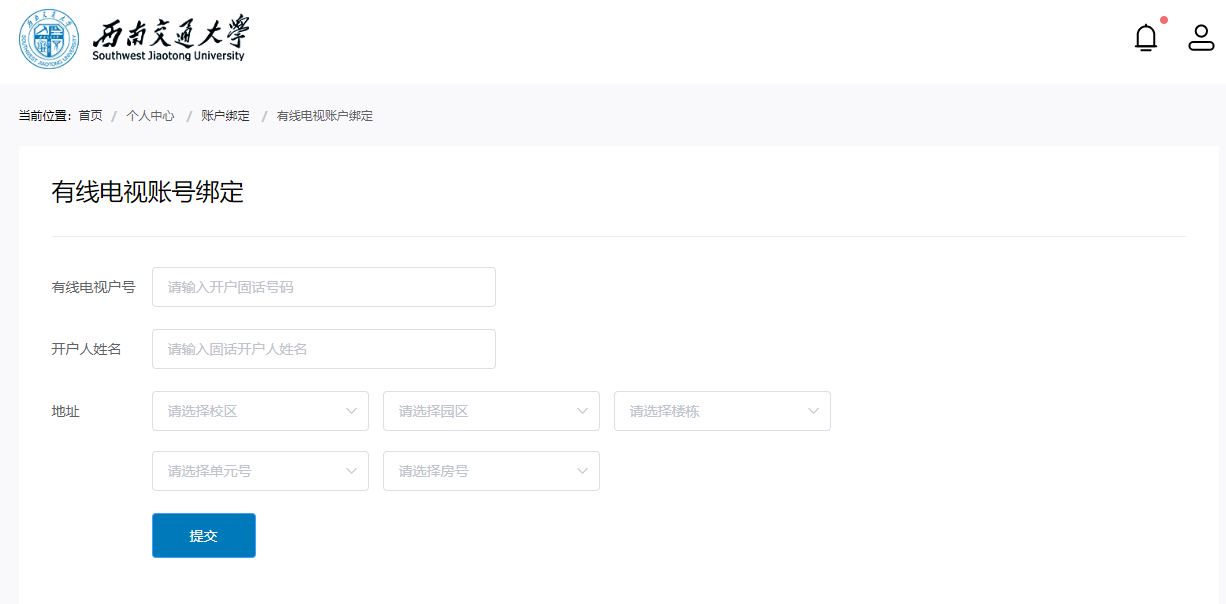 西南交通大学
Southwest Jiaotong University
当前位置：首页 / 个人中心 / 账户绑定 / 有线电视账户绑定
有线电视账号绑定
有线电视户号 请输入开户固话号码
开户人姓名 请输入固话开户人姓名
地址 请选择校区 请选择园区 请选择楼栋
请选择单元号 请选择房号
提交